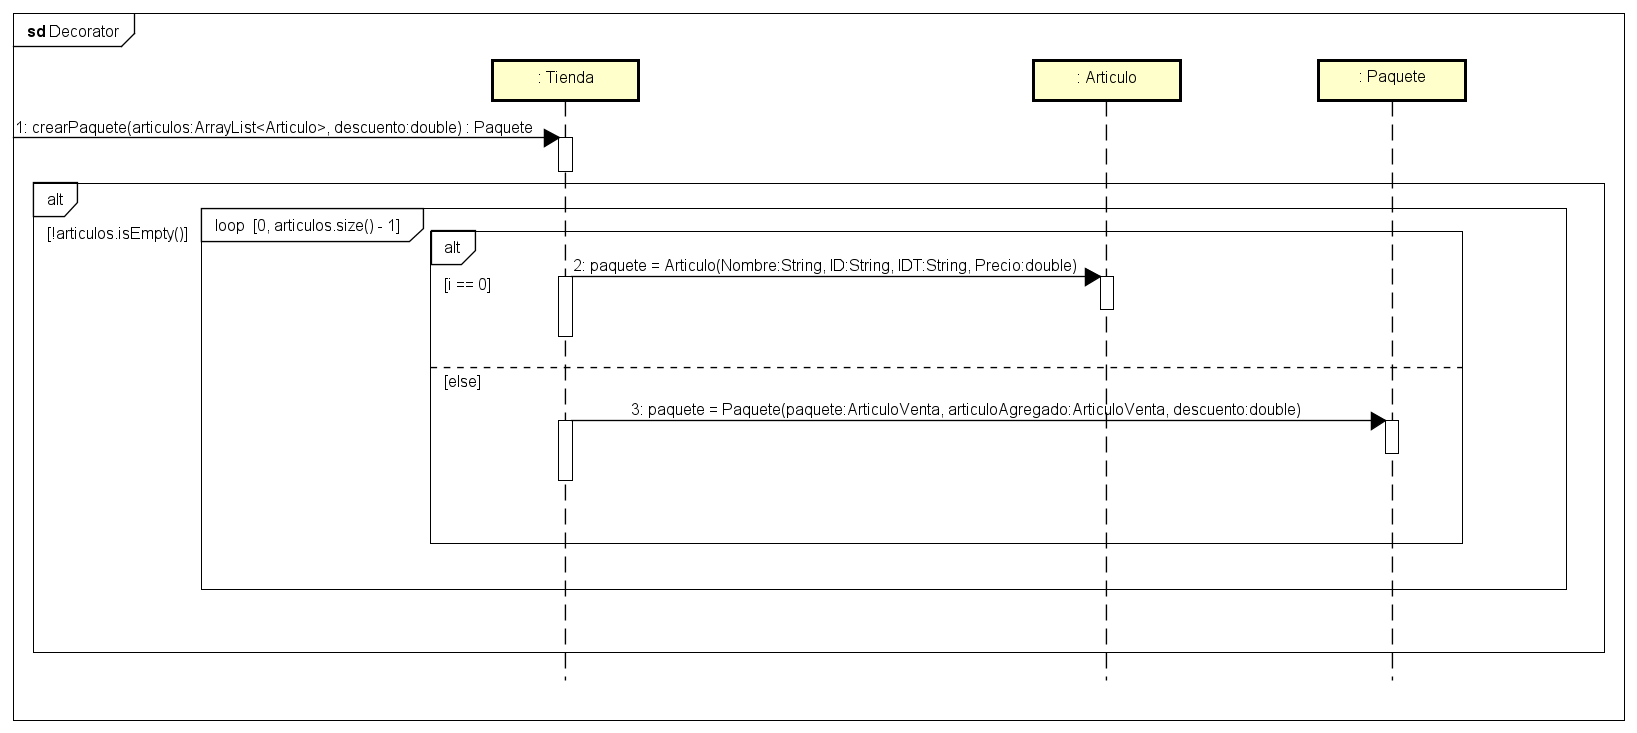 sd Decorator
: Tienda
: Articulo
: Paquete
1: crearPaquete(articulos:ArrayList<Articulo>, descuento:double) : Paquete
alt
[!articulos.isEmpty()]
loop [0, articulos.size() - 1]
alt
2: paquete = Articulo(Nombre:String, ID:String, IDT:String, Precio:double)
[i == 0]
[else]
3: paquete = Paquete(paquete:ArticuloVenta, articuloAgregado:ArticuloVenta, descuento:double)